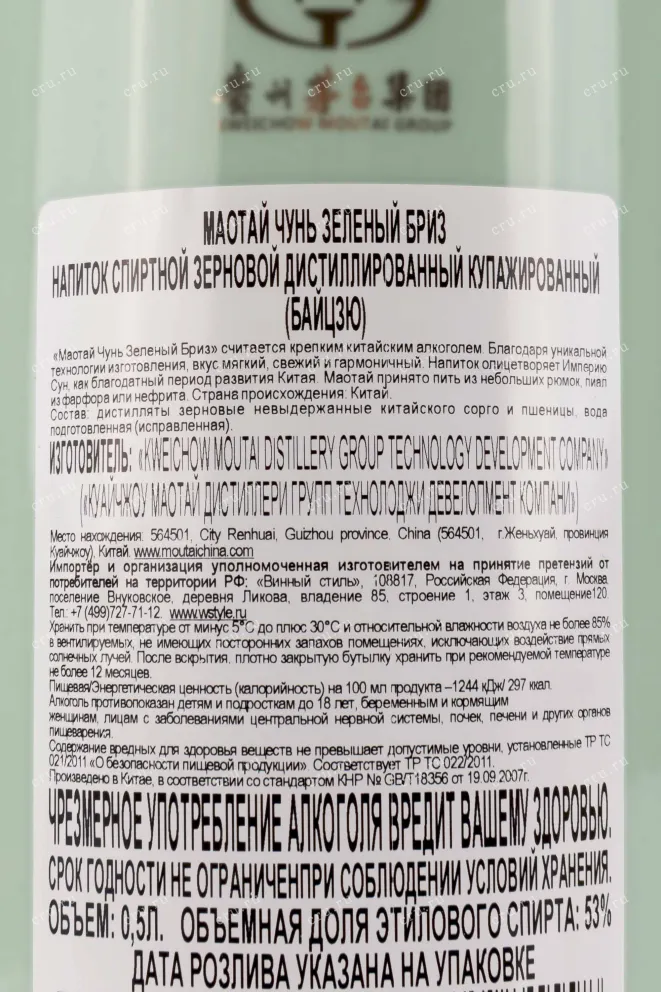 贵州茅台集团
KWEICHOW MOUTAI GROUP
МАОТАЙ ЧУНЬ ЗЕЛЕНЫЙ БРИЗ
НАПИТОК СПИРТНОЙ ЗЕРНОВОЙ ДИСТИЛЛИРОВАННЫЙ КУПАЖИРОВАННЫЙ
(БАЙЦЗЮ)
«Маотай Чунь Зеленый Бриз» считается крепким китайским алкоголем. Благодаря уникальной
технологии изготовления, вкус мягкий, свежий и гармоничный. Напиток олицетворяет Империю
Сун, как благодатный период развития Китая. Маотай принято пить из небольших рюмок, пиал
из фарфора или нефрита. Страна происхождения: Китай.
Состав: дистилляты зерновые невыдержанные китайского сорго и пшеницы, вода
подготовленная (исправленная).
ИЗГОТОВИТЕЛЬ: «KWEICHOW MOUTAI DISTILLERY GROUP TECHNOLOGY DEVELOPMENT COMPANY»
(«КУАЙЧЖОУ МАОТАЙ ДИСТИЛЛЕРИ ГРУПП ТЕХНОЛОДЖИ ДЕВЕЛОПМЕНТ КОМПАНИ»)
Место нахождения: 564501, City Renhuai, Guizhou province, China (564501, г.Женьхуай, провинция
Куайчжоу), Китай. www.moutaichina.com
Импортёр и организация уполномоченная изготовителем на принятие претензий от
потребителей на территории РФ: «Винный стиль», 108817, Российская Федерация, г. Москва,
поселение Внуковское, деревня Ликова, владение 85, строение 1, этаж 3, помещение120.
Тел.: +7 (499)727-71-12. www.wstyle.ru
Хранить при температуре от минус 5°С до плюс 30°С и относительной влажности воздуха не более 85%
в вентилируемых, не имеющих посторонних запахов помещениях, исключающих воздействие прямых
солнечных лучей. После вскрытия, плотно закрытую бутылку хранить при рекомендуемой температуре
не более 12 месяцев.
Пищевая/Энергетическая ценность (калорийность) на 100 мл продукта –1244 кДж/ 297 ккал.
Алкоголь противопоказан детям и подросткам до 18 лет, беременным и кормящим
женщинам, лицам с заболеваниями центральной нервной системы, почек, печени и других органов
пищеварения.
Содержание вредных для здоровья веществ не превышает допустимые уровни, установленные ТР ТС
021/2011 «О безопасности пищевой продукции». Соответствует ТР ТС 022/2011.
Произведено в Китае, в соответствии со стандартом КНР № GB/T18356 от 19.09.2007г.
ЧРЕЗМЕРНОЕ УПОТРЕБЛЕНИЕ АЛКОГОЛЯ ВРЕДИТ ВАШЕМУ ЗДОРОВЬЮ.
СРОК ГОДНОСТИ НЕ ОГРАНИЧЕНПРИ СОБЛЮДЕНИИ УСЛОВИЙ ХРАНЕНИЯ.
ОБЪЕМ: 0,5Л. ОБЪЕМНАЯ ДОЛЯ ЭТИЛОВОГО СПИРТА: 53%
ДАТА РОЗЛИВА УКАЗАНА НА УПАКОВКЕ